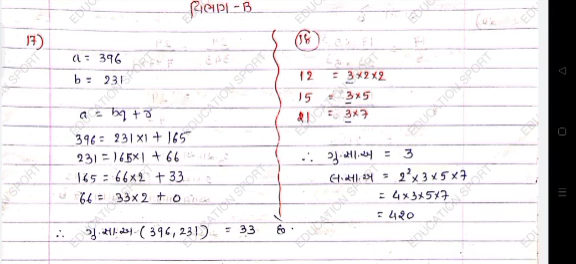 વિભાગ - B
17)
a = 396
b = 231
a = bq + r
396 = 231 × 1 + 165
231 = 165 × 1 + 66
165 = 66 × 2 + 33
66 = 33 × 2 + 0
∴ ગુ.સા.અ. (396, 231) = 33 છે.
18)
12 = 3 × 2 × 2
15 = 3 × 5
21 = 3 × 7
∴ ગુ.સા.અ = 3
લ.સા.અ = 2² × 3 × 5 × 7
= 4 × 3 × 5 × 7
= 420
EDUCATION SPORT